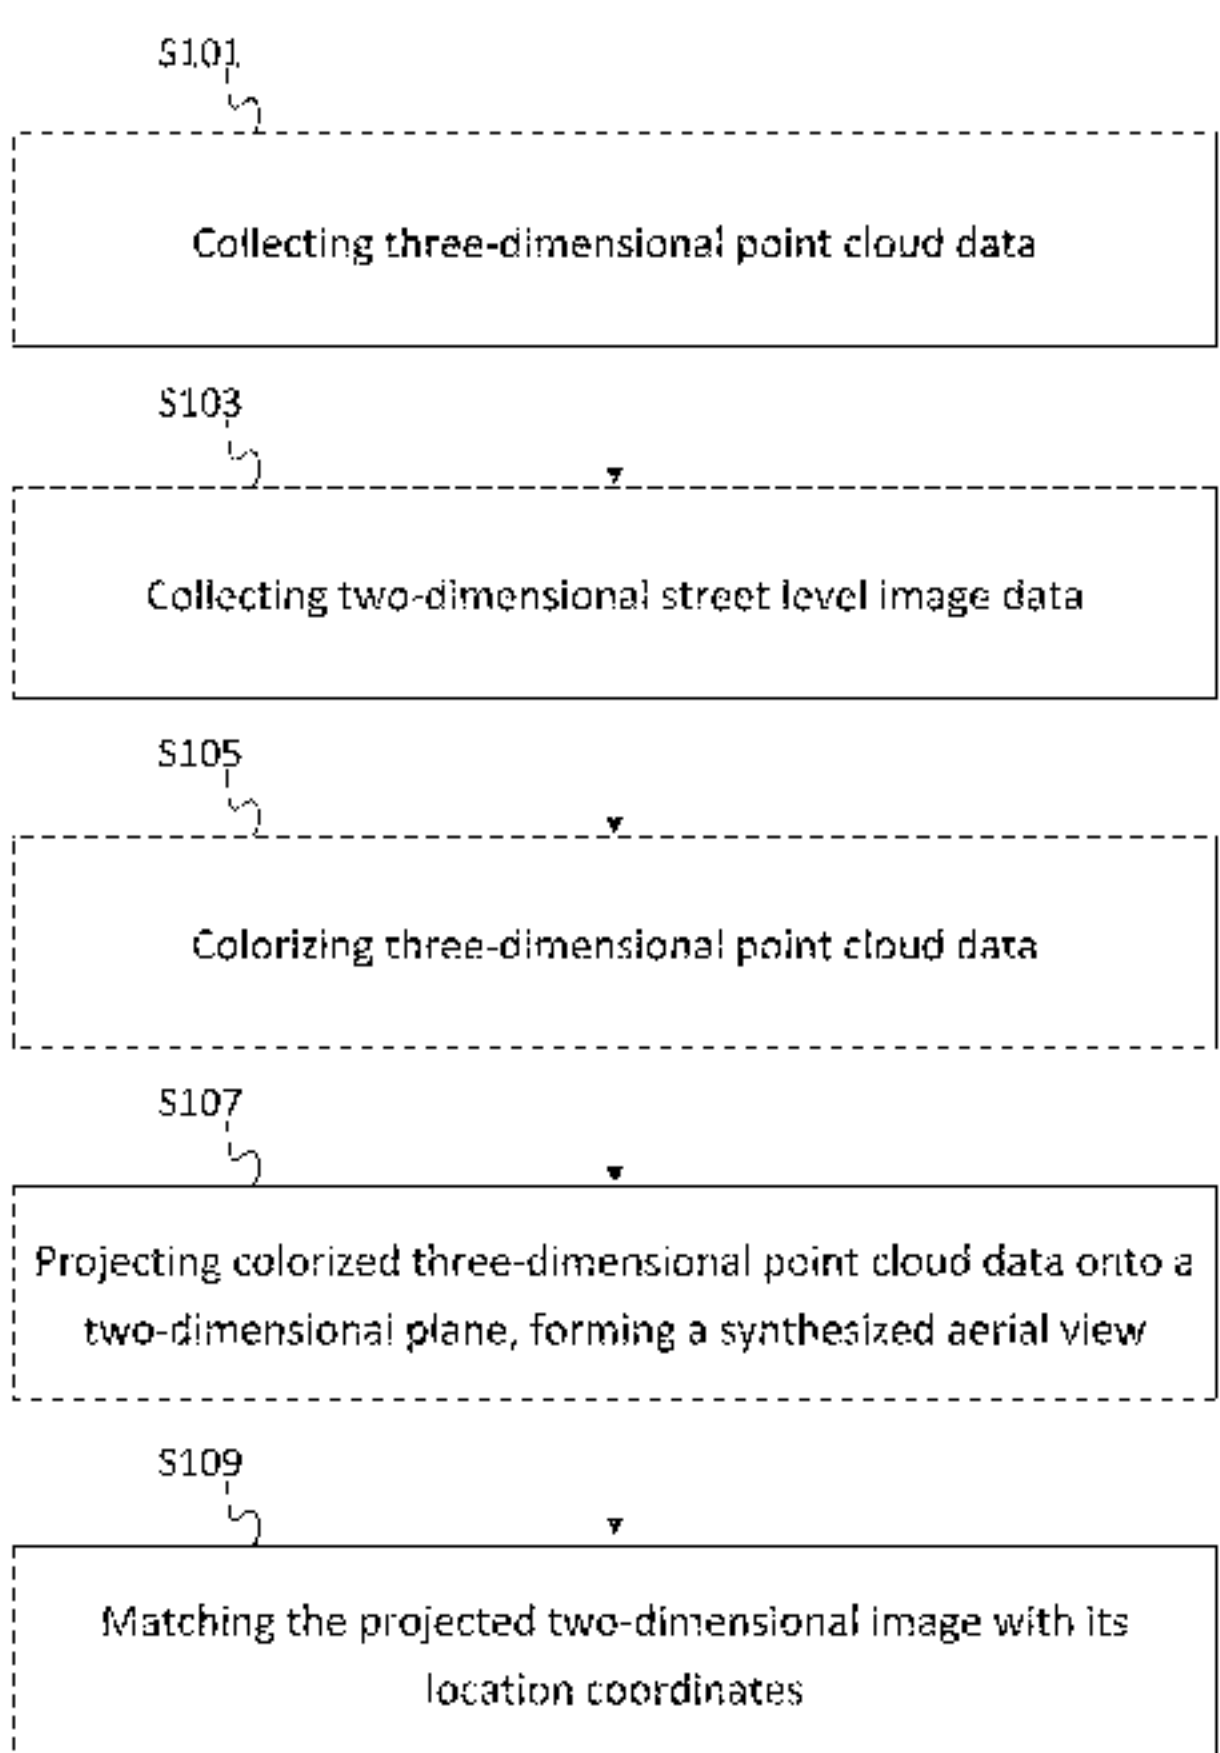 S101
Collecting three-dimensional point cloud data
S103
Collecting two-dimensional street level image data
S105
Colorizing three-dimensional point cloud data
S107
Projecting colorized three-dimensional point cloud data onto a
two-dimensional plane, forming a synthesized aerial view
S109
Matching the projected two-dimensional image with its
location coordinates